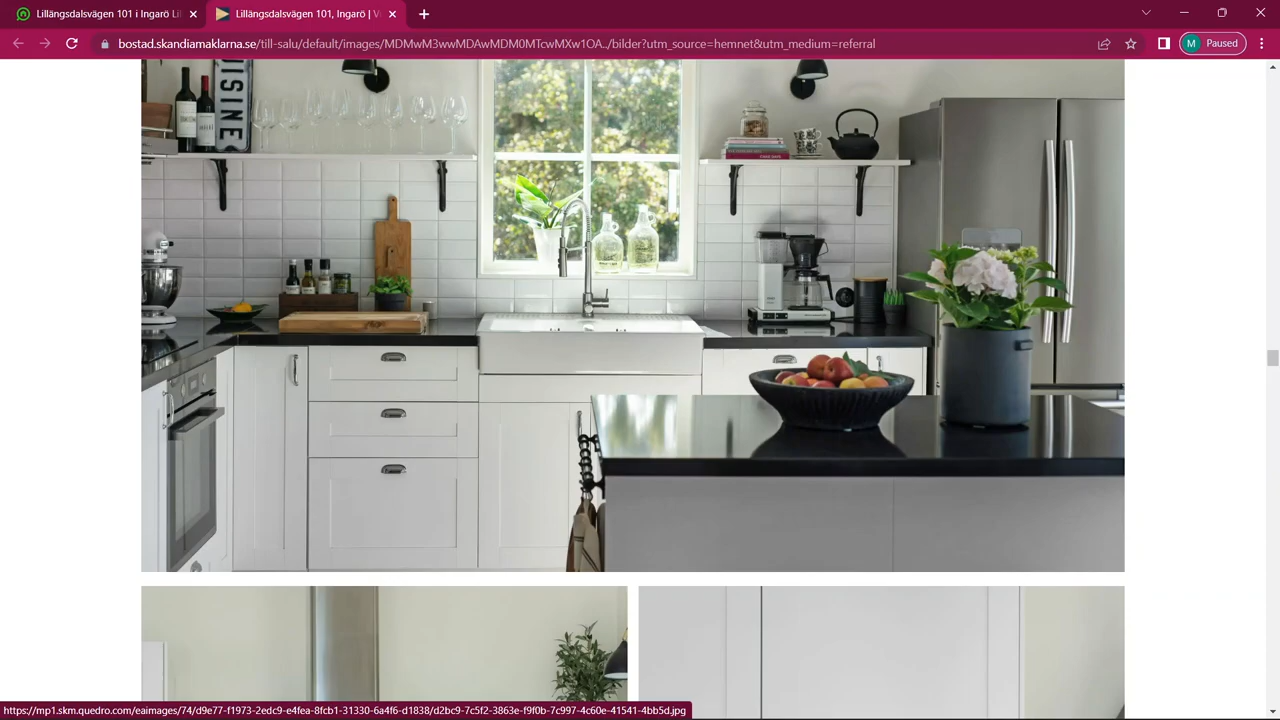 Lillängsdalsvägen 101 i Ingarö Lil
Lillängsdalsvägen 101, Ingarö | V
bostad.skandiamaklarna.se/till-salu/default/images/MDMwM3wwMDAwMDM0MTcwMXw1OA../bilder?utm_source=hemnet&utm_medium=referral
M Paused
UISINE
https://mp1.skm.quedro.com/eaimages/74/d9e77-f1973-2edc9-e4fea-8fcb1-31330-6a4f6-d1838/d2bc9-7c5f2-3863e-f9f0b-7c997-4c60e-41541-4bb5d.jpg